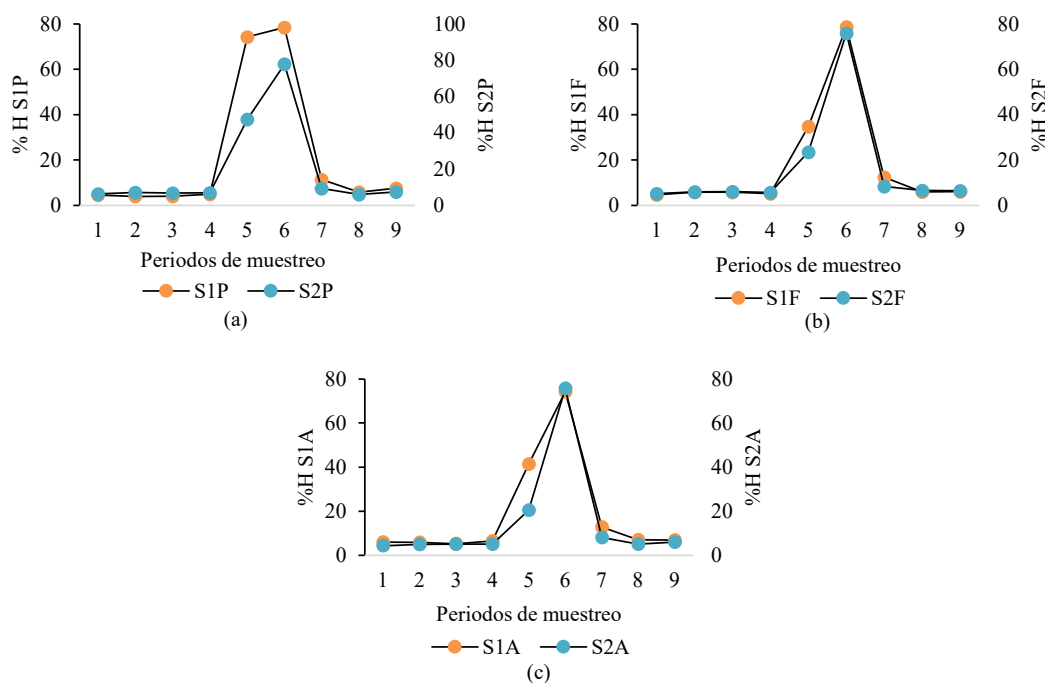 80
60
40
20
0
% H S1P
100
80
60
40
20
0
%H S2P
1 2 3 4 5 6 7 8 9
Periodos de muestreo
S1P S2P
(a)
80
60
40
20
0
%H S1F
80
60
40
20
0
%H S2F
1 2 3 4 5 6 7 8 9
Periodos de muestreo
S1F S2F
(b)
80
60
40
20
0
%H S1A
80
60
40
20
0
%H S2A
1 2 3 4 5 6 7 8 9
Periodos de muestreo
S1A S2A
(c)